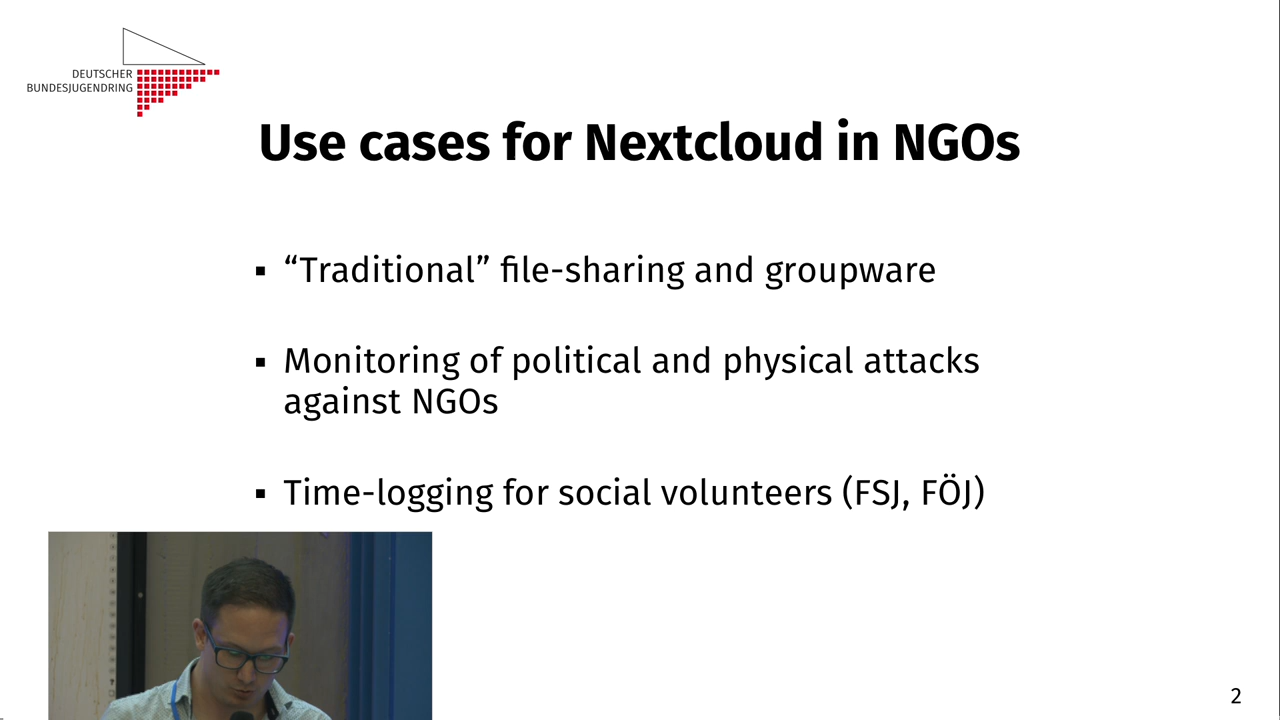 DEUTSCHER
BUNDESJUGENDRING
Use cases for Nextcloud in NGOs
▪ “Traditional” file-sharing and groupware
▪ Monitoring of political and physical attacks
against NGOs
▪ Time-logging for social volunteers (FSJ, FÖJ)
2